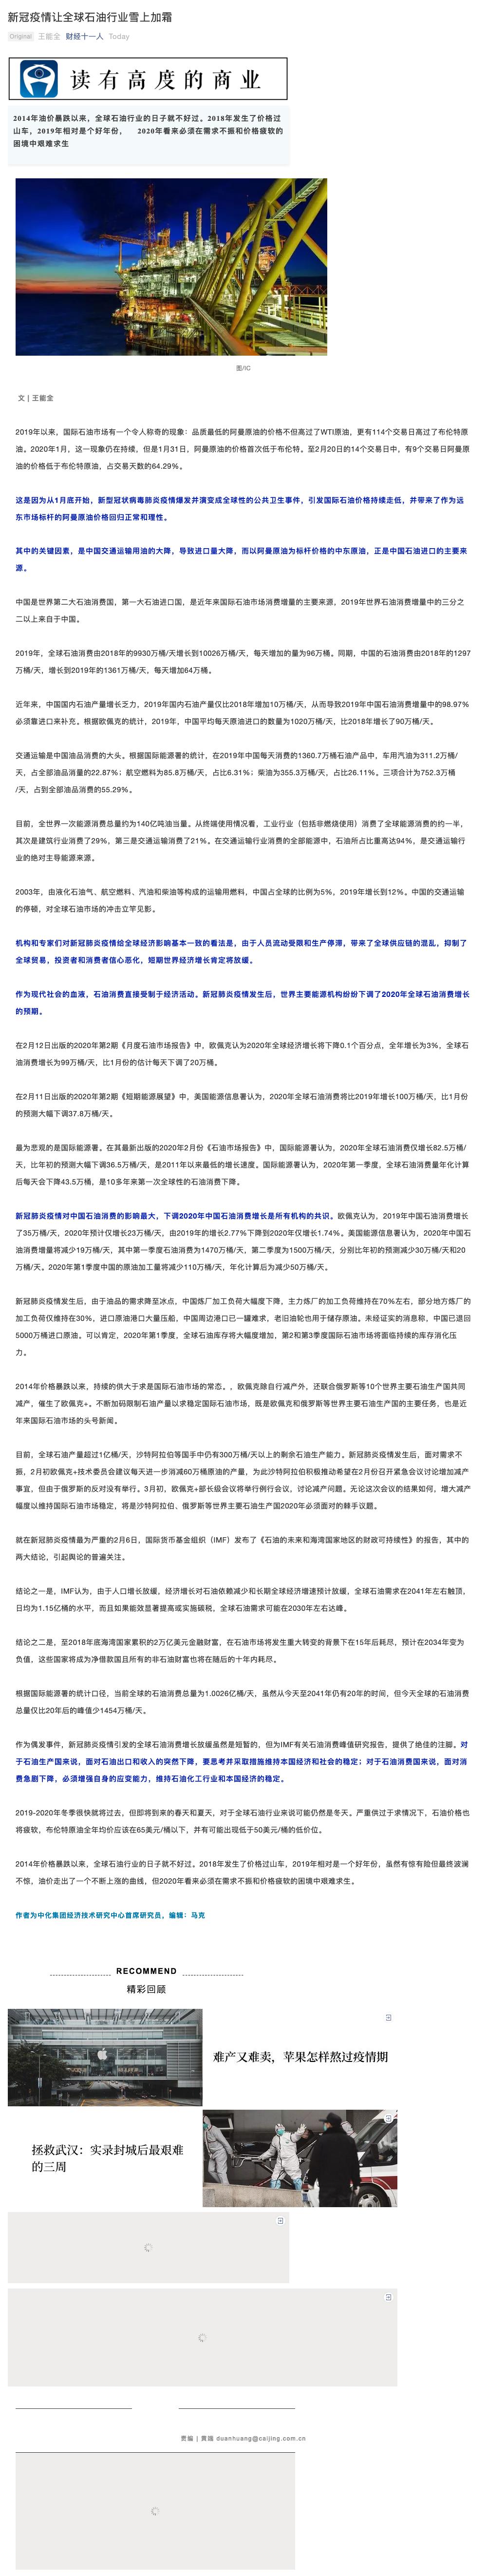 新冠疫情让全球石油行业雪上加霜
Original 王能全 财经十一人 Today
读有高度的商业
2014年油价暴跌以来，全球石油行业的日子就不好过。2018年发生了价格过
山车，2019年相对是个好年份， 2020年看来必须在需求不振和价格疲软的
困境中艰难求生
图/IC
文 | 王能全
2019年以来，国际石油市场有一个令人称奇的现象：品质最低的阿曼原油的价格不但高过了WTI原油，更有114个交易日高过了布伦特原
油。2020年1月，这一现象仍在持续，但是1月31日，阿曼原油的价格首次低于布伦特。至2月20日的14个交易日中，有9个交易日阿曼原
油的价格低于布伦特原油，占交易天数的64.29%。
这是因为从1月底开始，新型冠状病毒肺炎疫情爆发并演变成全球性的公共卫生事件，引发国际石油价格持续走低，并带来了作为远
东市场标杆的阿曼原油价格回归正常和理性。
其中的关键因素，是中国交通运输用油的大降，导致进口量大降，而以阿曼原油为标杆价格的中东原油，正是中国石油进口的主要来
源。
中国是世界第二大石油消费国，第一大石油进口国，是近年来国际石油市场消费增量的主要来源，2019年世界石油消费增量中的三分之
二以上来自于中国。
2019年，全球石油消费由2018年的9930万桶/天增长到10026万桶/天，每天增加的量为96万桶。同期，中国的石油消费由2018年的1297
万桶/天，增长到2019年的1361万桶/天，每天增加64万桶。
近年来，中国国内石油产量增长乏力，2019年国内石油产量仅比2018年增加10万桶/天，从而导致2019年中国石油消费增量中的98.97%
必须靠进口来补充。根据欧佩克的统计，2019年，中国平均每天原油进口的数量为1020万桶/天，比2018年增长了90万桶/天。
交通运输是中国油品消费的大头。根据国际能源署的统计，在2019年中国每天消费的1360.7万桶石油产品中，车用汽油为311.2万桶/
天，占全部油品消量的22.87%；航空燃料为85.8万桶/天，占比6.31%；柴油为355.3万桶/天，占比26.11%。三项合计为752.3万桶
/天，占到全部油品消费的55.29%。
目前，全世界一次能源消费总量约为140亿吨油当量。从终端使用情况看，工业行业（包括非燃烧使用）消费了全球能源消费的约一半，
其次是建筑行业消费了29%，第三是交通运输消费了21%。在交通运输行业消费的全部能源中，石油所占比重高达94%，是交通运输行
业的绝对主导能源来源。
2003年，由液化石油气、航空燃料、汽油和柴油等构成的运输用燃料，中国占全球的比例为5%，2019年增长到12%。中国的交通运输
的停顿，对全球石油市场的冲击立竿见影。
机构和专家们对新冠肺炎疫情给全球经济影响基本一致的看法是，由于人员流动受限和生产停滞，带来了全球供应链的混乱，抑制了
全球贸易，投资者和消费者信心恶化，短期世界经济增长肯定将放缓。
作为现代社会的血液，石油消费直接受制于经济活动。新冠肺炎疫情发生后，世界主要能源机构纷纷下调了2020年全球石油消费增长
的预期。
在2月12日出版的2020年第2期《月度石油市场报告》中，欧佩克认为2020年全球经济增长将下降0.1个百分点，全年增长为3%，全球石
油消费增长为99万桶/天，比1月份的估计每天下调了20万桶。
在2月11日出版的2020年第2期《短期能源展望》中，美国能源信息署认为，2020年全球石油消费将比2019年增长100万桶/天，比1月份
的预测大幅下调37.8万桶/天。
最为悲观的是国际能源署。在其最新出版的2020年2月份《石油市场报告》中，国际能源署认为，2020年全球石油消费仅增长82.5万桶/
天，比年初的预测大幅下调36.5万桶/天，是2011年以来最低的增长速度。国际能源署认为，2020年第一季度，全球石油消费量年化计算
后每天会下降43.5万桶，是10多年来第一次全球性的石油消费下降。
新冠肺炎疫情对中国石油消费的影响最大，下调2020年中国石油消费增长是所有机构的共识。欧佩克认为，2019年中国石油消费增长
了35万桶/天，2020年预计仅增长23万桶/天，由2019年的增长2.77%下降到2020年仅增长1.74%。美国能源信息署认为，2020年中国石
油消费增量将减少19万桶/天，其中第一季度石油消费为1470万桶/天，第二季度为1500万桶/天，分别比年初的预测减少30万桶/天和20
万桶/天。2020年第1季度中国的原油加工量将减少110万桶/天，年化计算后为减少50万桶/天。
新冠肺炎疫情发生后，由于油品的需求降至冰点，中国炼厂加工负荷大幅度下降，主力炼厂的加工负荷维持在70%左右，部分地方炼厂的
加工负荷仅维持在30%，进口原油港口大量压船，中国周边港口已一罐难求，老旧油轮也用于储存原油。未经证实的消息称，中国已退回
5000万桶进口原油。可以肯定，2020年第1季度，全球石油库存将大幅度增加，第2和第3季度国际石油市场将面临持续的库存消化压
力。
2014年价格暴跌以来，持续的供大于求是国际石油市场的常态。，欧佩克除自行减产外，还联合俄罗斯等10个世界主要石油生产国共同
减产，催生了欧佩克+。不断加码限制石油产量以求稳定国际石油市场，既是欧佩克和俄罗斯等世界主要石油生产国的主要任务，也是近
年来国际石油市场的头号新闻。
目前，全球石油产量超过1亿桶/天，沙特阿拉伯等国手中仍有300万桶/天以上的剩余石油生产能力。新冠肺炎疫情发生后，面对需求不
振，2月初欧佩克+技术委员会建议每天进一步消减60万桶原油的产量，为此沙特阿拉伯积极推动希望在2月份召开紧急会议讨论增加减产
事宜，但由于俄罗斯的反对没有举行。3月初，欧佩克+部长级会议将举行例行会议，讨论减产问题。无论这次会议的结果如何，增大减产
幅度以维持国际石油市场稳定，将是沙特阿拉伯、俄罗斯等世界主要石油生产国2020年必须面对的棘手议题。
就在新冠肺炎疫情最为严重的2月6日，国际货币基金组织（IMF）发布了《石油的未来和海湾国家地区的财政可持续性》的报告，其中的
两大结论，引起舆论的普遍关注。
结论之一是，IMF认为，由于人口增长放缓，经济增长对石油依赖减少和长期全球经济增速预计放缓，全球石油需求在2041年左右触顶，
日均为1.15亿桶的水平，而且如果能效显著提高或实施碳税，全球石油需求可能在2030年左右达峰。
结论之二是，至2018年底海湾国家累积的2万亿美元金融财富，在石油市场将发生重大转变的背景下在15年后耗尽，预计在2034年变为
负值，这些国家将成为净借款国且所有的非石油财富也将在随后的十年内耗尽。
根据国际能源署的统计口径，当前全球的石油消费总量为1.0026亿桶/天，虽然从今天至2041年仍有20年的时间，但今天全球的石油消费
总量仅比20年后的峰值少1454万桶/天。
作为偶发事件，新冠肺炎疫情引发的全球石油消费增长放缓虽然是短暂的，但为IMF有关石油消费峰值研究报告，提供了绝佳的注脚。对
于石油生产国来说，面对石油出口和收入的突然下降，要思考并采取措施维持本国经济和社会的稳定；对于石油消费国来说，面对消
费急剧下降，必须增强自身的应变能力，维持石油化工行业和本国经济的稳定。
2019-2020年冬季很快就将过去，但即将到来的春天和夏天，对于全球石油行业来说可能仍然是冬天。严重供过于求情况下，石油价格也
将疲软，布伦特原油全年均价应该在65美元/桶以下，并有可能出现低于50美元/桶的低价位。
2014年价格暴跌以来，全球石油行业的日子就不好过。2018年发生了价格过山车，2019年相对是一个好年份，虽然有惊有险但最终波澜
不惊，油价走出了一个不断上涨的曲线，但2020看来必须在需求不振和价格疲软的困境中艰难求生。
作者为中化集团经济技术研究中心首席研究员，编辑：马克
RECOMMEND
精彩回顾
难产又难卖，苹果怎样熬过疫情期
拯救武汉：实录封城后最艰难
的三周
责编 | 黄端 duanhuang@caijing.com.cn